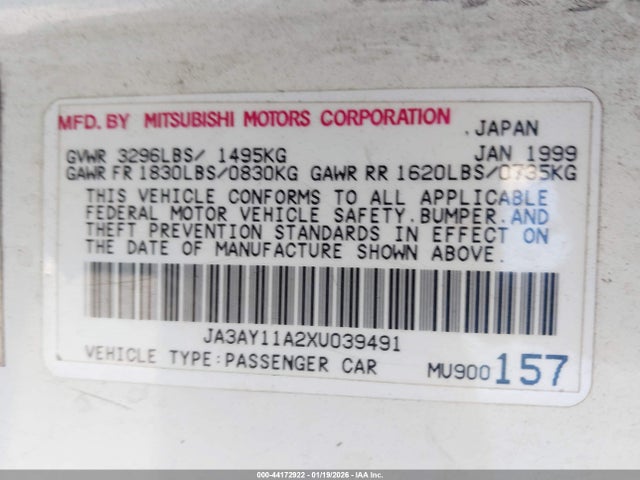 MFD. BY MITSUBISHI MOTORS CORPORATION
.JAPAN
GVWR 3296LBS/ 1495KG JAN 1999
GAWR FR 1830LBS/0830KG GAWR RR 1620LBS/0735KG
THIS VEHICLE CONFORMS TO ALL APPLICABLE
FEDERAL MOTOR VEHICLE SAFETY.BUMPER.AND
THEFT PREVENTION STANDARDS IN EFFECT ON
THE DATE OF MANUFACTURE SHOWN ABOVE.
JA3AY11A2XU039491
VEHICLE TYPE:PASSENGER CAR MU900157
000-44172922 - 01/19/2026 - IAA Inc.